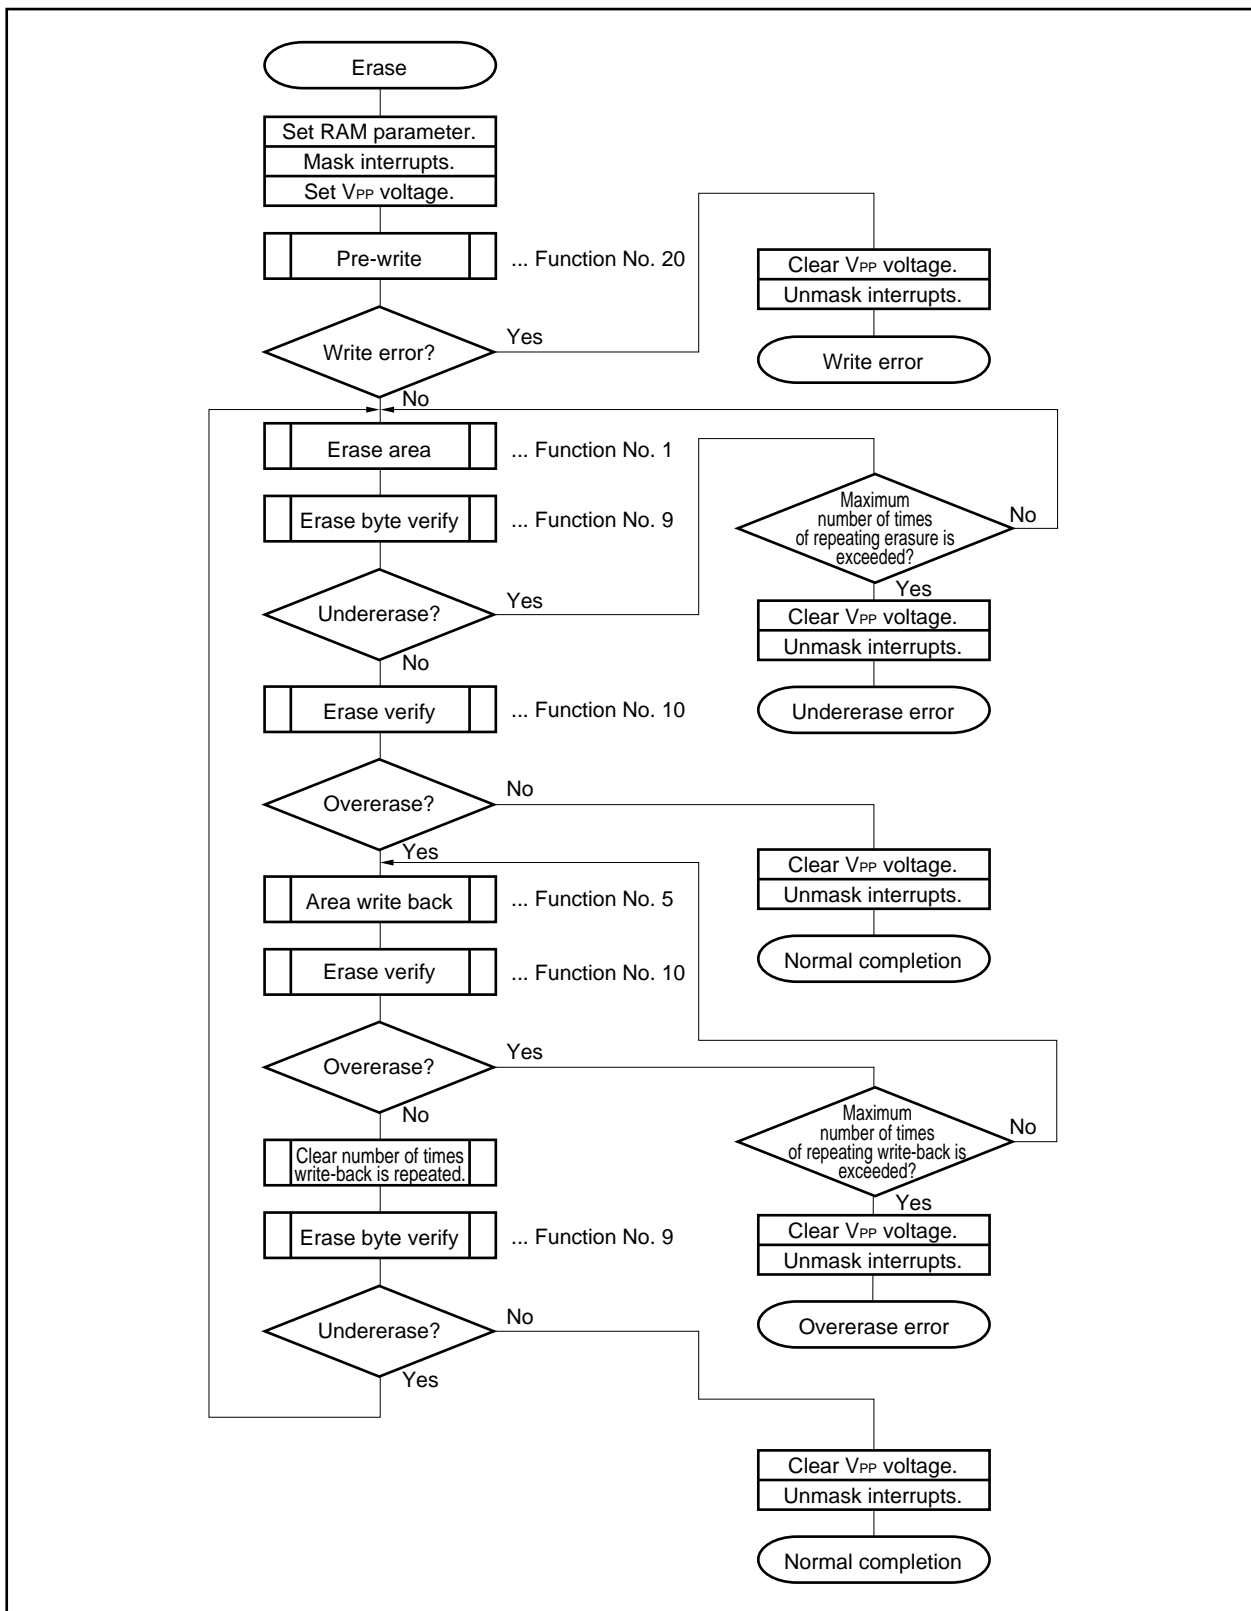 Erase
Set RAM parameter.
Mask interrupts.
Set VPP voltage.
Pre-write
... Function No. 20
Clear VPP voltage.
Unmask interrupts.
Write error?
Yes
Write error
No
Erase area
... Function No. 1
Erase byte verify
... Function No. 9
Maximum
number of times
of repeating erasure is
exceeded?
No
Yes
Undererase?
Yes
Clear VPP voltage.
Unmask interrupts.
No
Erase verify
... Function No. 10
Undererase error
Overerase?
No
Yes
Clear VPP voltage.
Unmask interrupts.
Area write back
... Function No. 5
Normal completion
Erase verify
... Function No. 10
Overerase?
Yes
No
Maximum
number of times
of repeating write-back is
exceeded?
No
Yes
Clear number of times
write-back is repeated.
Erase byte verify
... Function No. 9
Clear VPP voltage.
Unmask interrupts.
Undererase?
No
Overerase error
Yes
Clear VPP voltage.
Unmask interrupts.
Normal completion